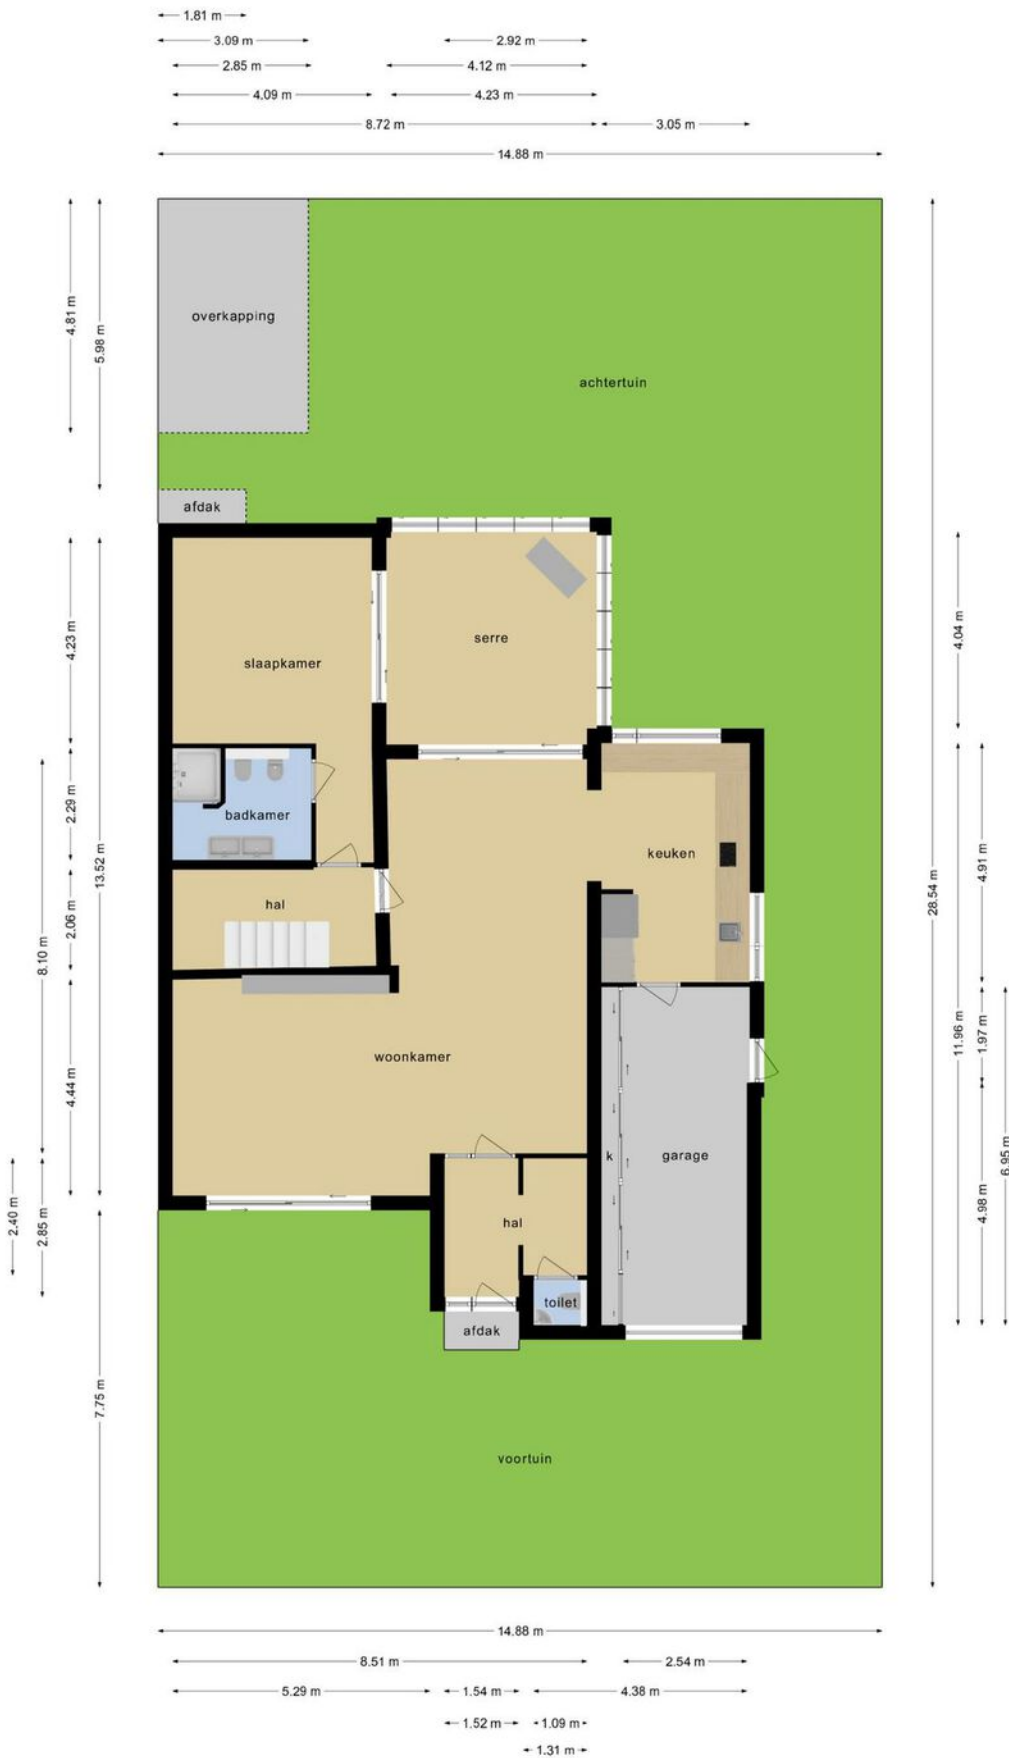 1.81 m
3.09 m
2.92 m
2.85 m
4.12 m
4.09 m
4.23 m
8.72 m
3.05 m
14.88 m
4.81 m
5.98 m
overkapping
achtertuin
afdak
4.23 m
slaapkamer
serre
4.04 m
2.29 m
13.52 m
badkamer
keuken
4.91 m
28.54 m
2.06 m
8.10 m
hal
woonkamer
4.44 m
k
garage
11.96 m
1.97 m
6.95 m
4.98 m
2.40 m
2.85 m
hal
toilet
afdak
7.75 m
voortuin
14.88 m
8.51 m
2.54 m
5.29 m
1.54 m
4.38 m
1.52 m
1.09 m
1.31 m